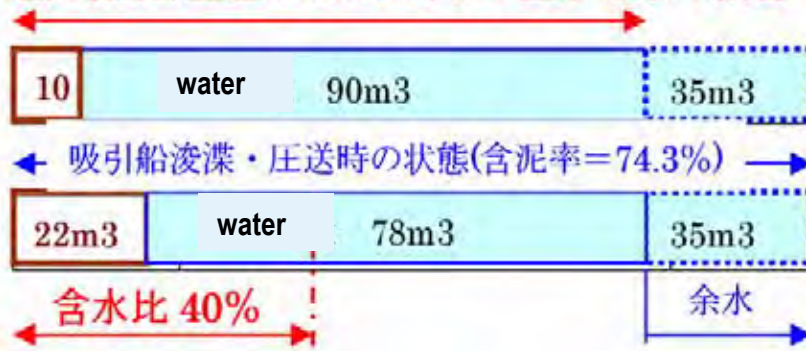 10 water 90m3 35m3
吸引船浚渫・圧送時の状態(含泥率=74.3%)
22m3 water 78m3 35m3
含水比 40% 余水